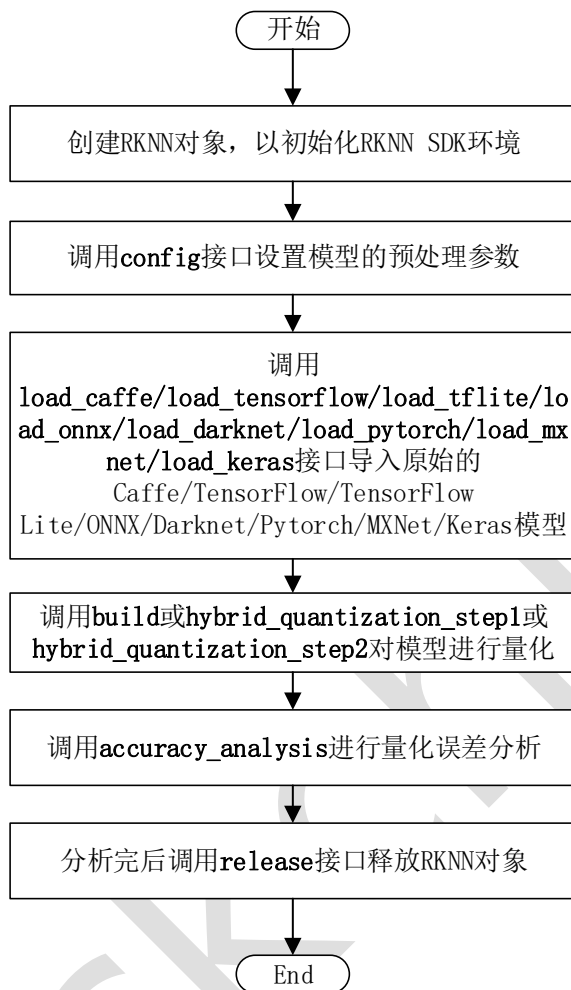 开始
创建RKNN对象，以初始化RKNN SDK环境
调用config接口设置模型的预处理参数
调用
load_caffe/load_tensorflow/load_tflite/lo
ad_onnx/load_darknet/load_pytorch/load_mx
net/load_keras接口导入原始的
Caffe/TensorFlow/TensorFlow
Lite/ONNX/Darknet/Pytorch/MXNet/Keras模型
调用build或hybrid_quantization_step1或
hybrid_quantization_step2对模型进行量化
调用accuracy_analysis进行量化误差分析
分析完后调用release接口释放RKNN对象
End